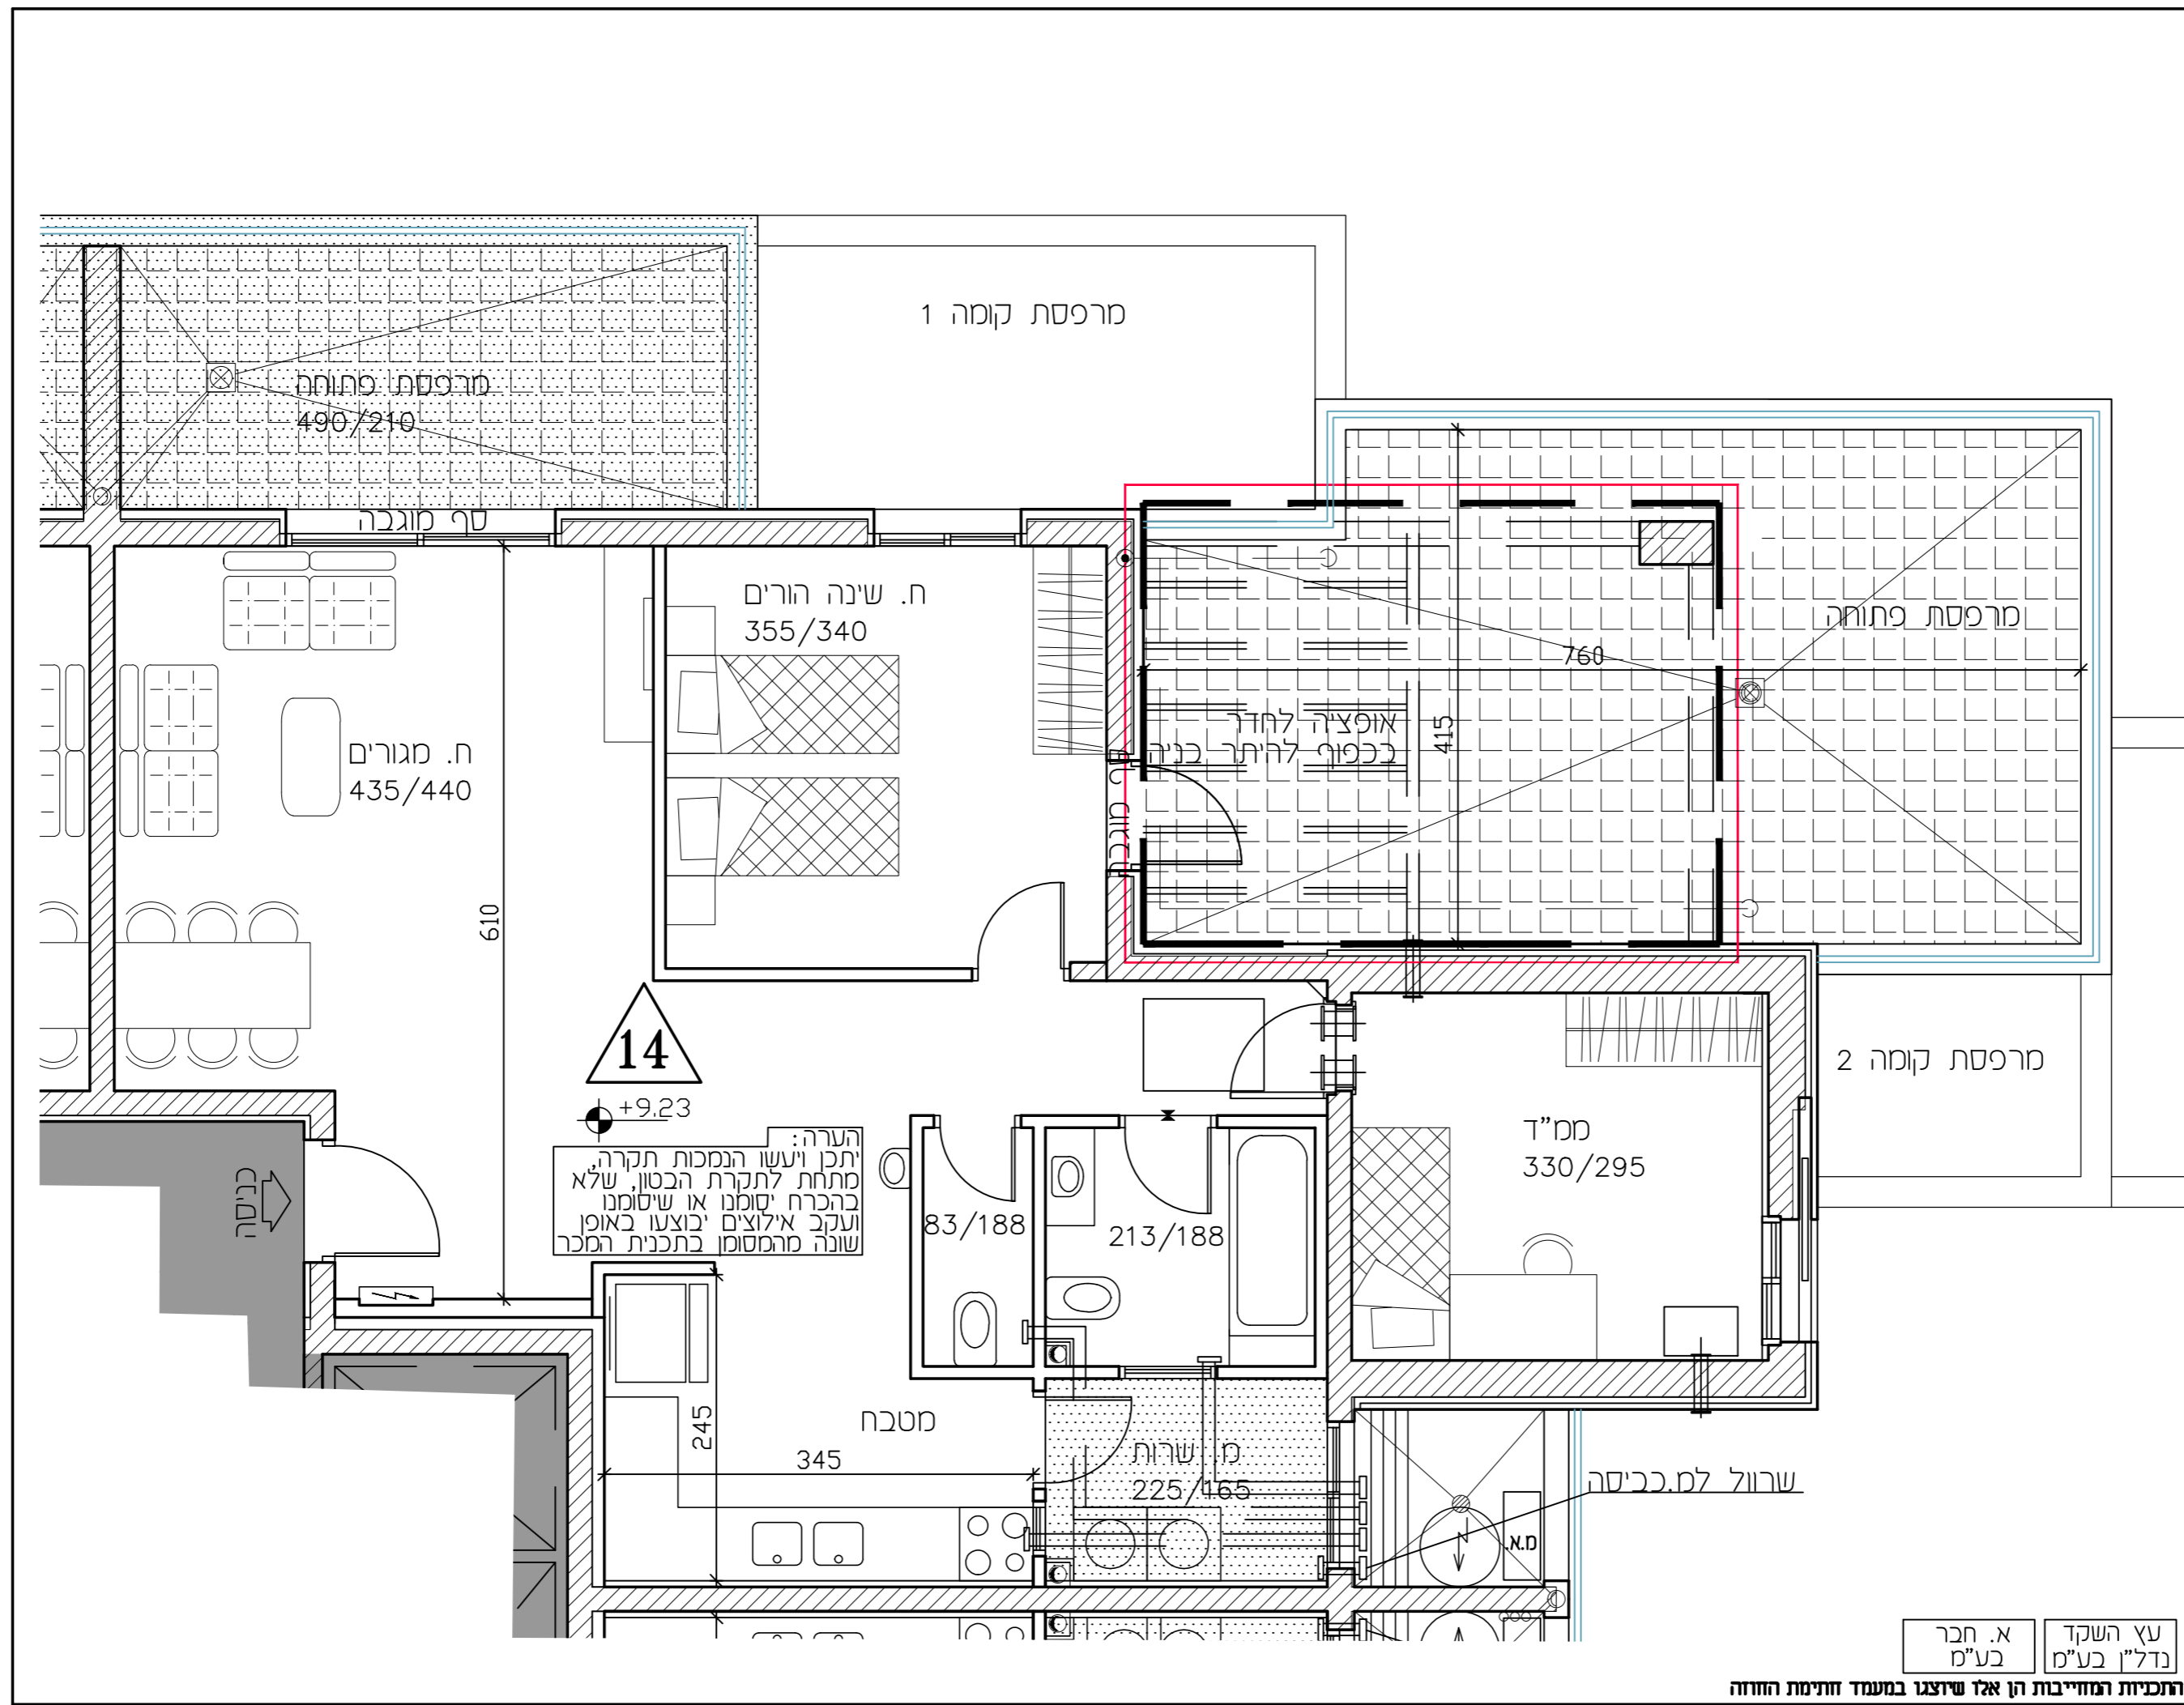 מרפסת קומה 1
מרפסת פתוחה
490/210
סף מוגבה
ח. שינה הורים
355/340
מרפסת פתוחה
760
415
אופציה לחדר
בכפוף להיתר בניה
סף מוגבה
ח. מגורים
435/440
610
14
+9.23
הערה:
יתכן ויעשו הנמכות תקרה,
מתחת לתקרת הבטון, שלא
בהכרח יסומנו או שיסומנו
ועקב אילוצים יבוצעו באופן
שונה מהמסומן בתכנית המכר
כניסה
83/188
213/188
ממ"ד
330/295
מרפסת קומה 2
מטבח
245
345
מ. שרות
225/165
שרוול למ.כביסה
מ.א.
עץ השקד
נדל"ן בע"מ
א. חבר
בע"מ
התכניות המחייבות הן אלו שיוצגו במעמד חתימת החוזה